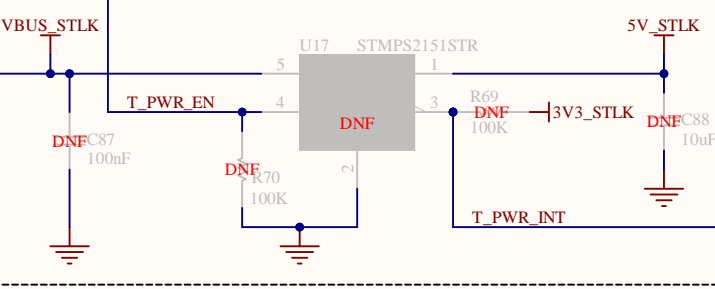 VBUS_STLK
U17
STMPS2151STR
5V_STLK
5
1
T_PWR_EN
4
3
R69
DNF
100K
3V3_STLK
DNF
DNF
C87
100nF
DNF
C88
10uF
DNF
R70
100K
2
T_PWR_INT